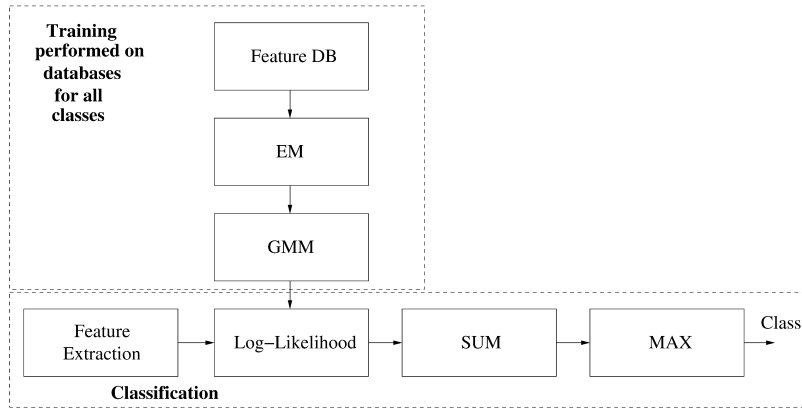 Training
performed on
databases
for all
classes
Feature DB
EM
GMM
Feature
Extraction
Log−Likelihood
SUM
MAX
Class
Classification